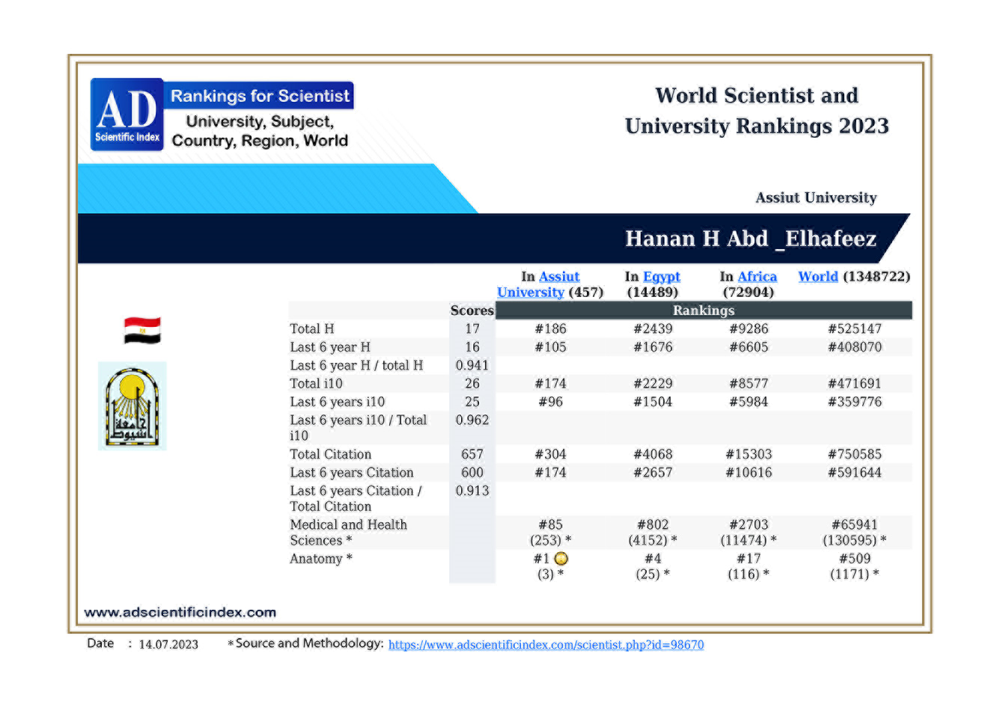 AD
Scientific Index
Rankings for Scientist
University, Subject,
Country, Region, World
World Scientist and
University Rankings 2023
Assiut University
Hanan H Abd _Elhafeez
In Assiut University (457) In Egypt (14489) In Africa (72904) World (1348722)
Scores Rankings
Total H 17 #186 #2439 #9286 #525147
Last 6 year H 16 #105 #1676 #6605 #408070
Last 6 year H / total H 0.941
Total i10 26 #174 #2229 #8577 #471691
Last 6 years i10 25 #96 #1504 #5984 #359776
Last 6 years i10 / Total i10 0.962
Total Citation 657 #304 #4068 #15303 #750585
Last 6 years Citation 600 #174 #2657 #10616 #591644
Last 6 years Citation / Total Citation 0.913
Medical and Health Sciences * #85 (253) * #802 (4152) * #2703 (11474) * #65941 (130595) *
Anatomy * #1 (3) * #4 (25) * #17 (116) * #509 (1171) *
جامعة
أسيوط
www.adscientificindex.com
Date : 14.07.2023 * Source and Methodology: https://www.adscientificindex.com/scientist.php?id=98670